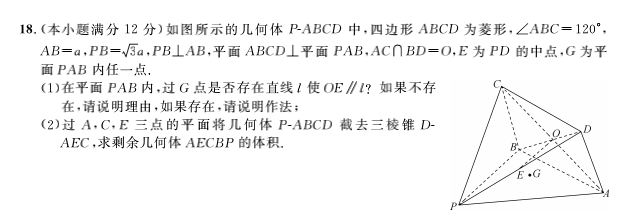 18.(本小题满分 12 分)如图所示的几何体 P-ABCD 中,四边形 ABCD 为菱形,∠ABC=120°,
AB=a,PB=√3a,PB⊥AB,平面 ABCD⊥平面 PAB,AC∩BD=O,E 为 PD 的中点,G 为平
面 PAB 内任一点.
(1)在平面 PAB 内,过 G 点是否存在直线 l 使 OE∥l? 如果不存
在,请说明理由,如果存在,请说明作法;
(2)过 A,C,E 三点的平面将几何体 P-ABCD 截去三棱锥 D-
AEC,求剩余几何体 AECBP 的体积.
C
O
D
B
E
G
A
P